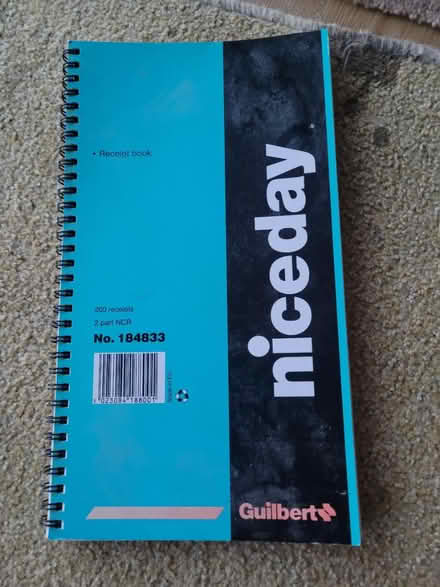 • Receipt book
200 receipts
2 part NCR
No. 184833
niceday
Guilbert